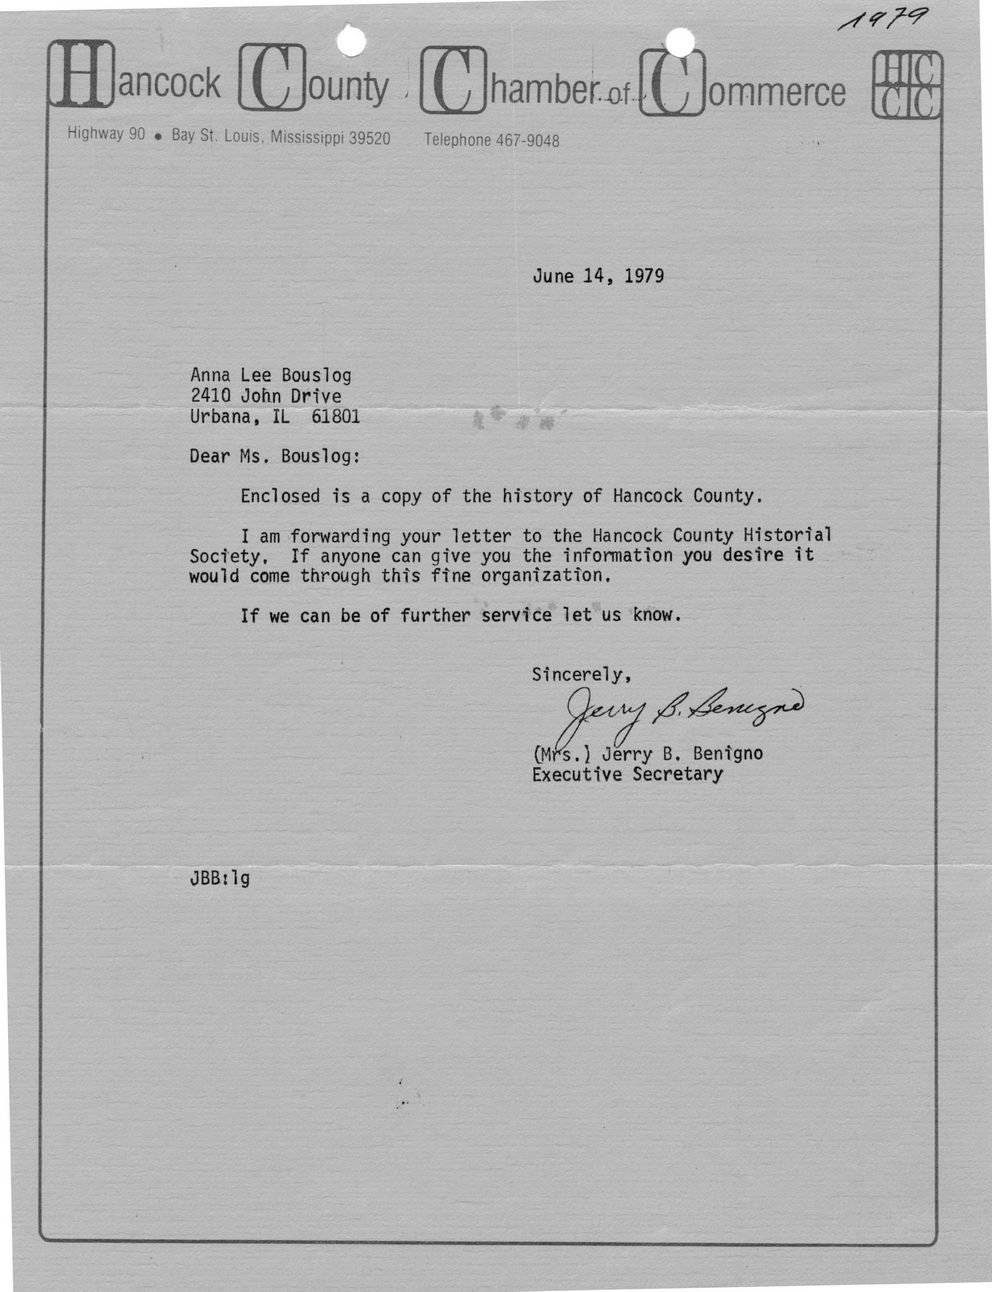 1979
Hancock County Chamber of Commerce
HC
CC
Highway 90 • Bay St. Louis, Mississippi 39520 Telephone 467-9048
June 14, 1979
Anna Lee Bouslog
2410 John Drive
Urbana, IL 61801
Dear Ms. Bouslog:
Enclosed is a copy of the history of Hancock County.
I am forwarding your letter to the Hancock County Historial
Society. If anyone can give you the information you desire it
would come through this fine organization.
If we can be of further service let us know.
Sincerely,
Jerry B. Benigno
(Mrs.) Jerry B. Benigno
Executive Secretary
JBB:lg